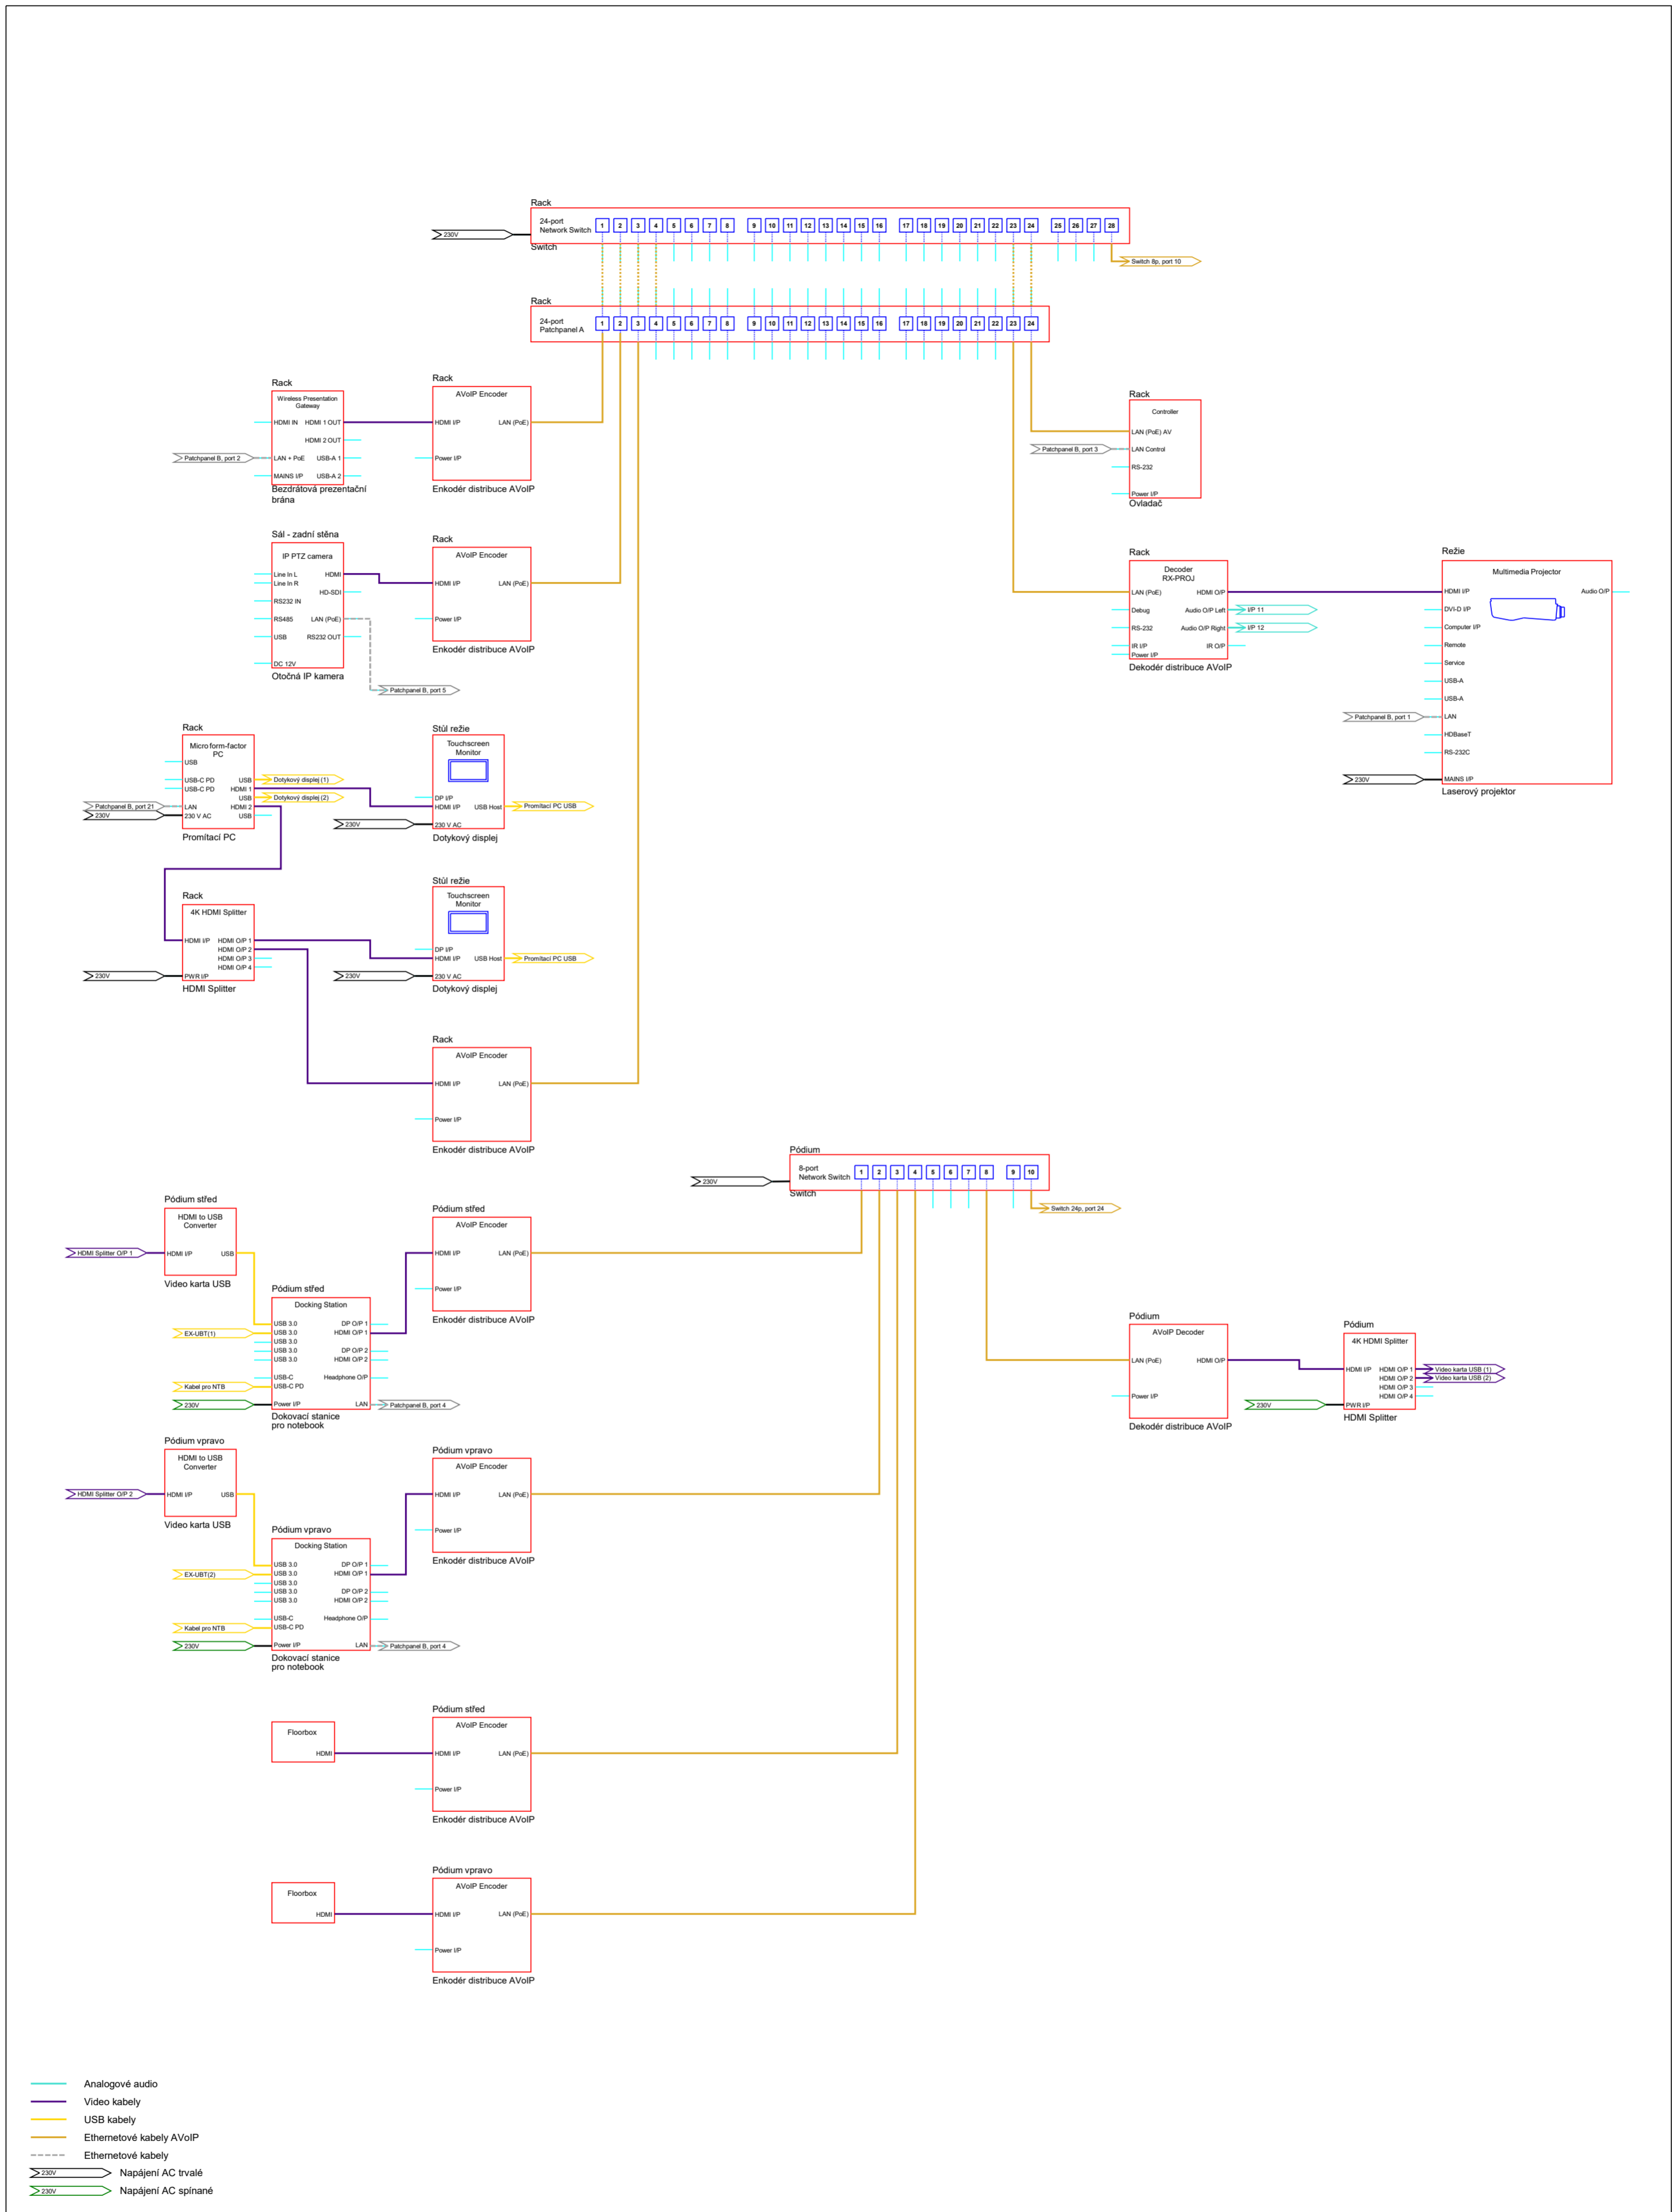 Rack
24-port
Network Switch
1 2 3 4 5 6 7 8 9 10 11 12 13 14 15 16 17 18 19 20 21 22 23 24 25 26 27 28
230V
Switch
Switch 8p, port 10
Rack
24-port
Patchpanel A
1 2 3 4 5 6 7 8 9 10 11 12 13 14 15 16 17 18 19 20 21 22 23 24
Rack
Wireless Presentation
Gateway
HDMI IN HDMI 1 OUT
HDMI 2 OUT
Patchpanel B, port 2
LAN + PoE USB-A 1
MAINS I/P USB-A 2
Bezdrátová prezentační
brána
Rack
AVoIP Encoder
HDMI I/P LAN (PoE)
Power I/P
Enkodér distribuce AVoIP
Rack
Controller
LAN (PoE) AV
Patchpanel B, port 3
LAN Control
RS-232
Power I/P
Ovladač
Sál - zadní stěna
IP PTZ camera
Line In L HDMI
Line In R
HD-SDI
RS232 IN
RS485 LAN (PoE)
USB RS232 OUT
DC 12V
Otočná IP kamera
Patchpanel B, port 5
Rack
AVoIP Encoder
HDMI I/P LAN (PoE)
Power I/P
Enkodér distribuce AVoIP
Rack
Decoder
RX-PROJ
LAN (PoE) HDMI O/P
Debug Audio O/P Left
I/P 11
RS-232 Audio O/P Right
I/P 12
IR I/P IR O/P
Power I/P
Dekodér distribuce AVoIP
Režie
Multimedia Projector
HDMI I/P Audio O/P
DVI-D I/P
Computer I/P
Remote
Service
USB-A
USB-A
Patchpanel B, port 1
LAN
HDBaseT
RS-232C
230V
MAINS I/P
Laserový projektor
Rack
Micro form-factor
PC
USB
USB-C PD USB
Dotykový displej (1)
USB-C PD HDMI 1
USB
Dotykový displej (2)
Patchpanel B, port 21
LAN HDMI 2
230V
230 V AC USB
Promítací PC
Stůl režie
Touchscreen
Monitor
DP I/P
HDMI I/P USB Host
Promítací PC USB
230V
230 V AC
Dotykový displej
Rack
4K HDMI Splitter
HDMI I/P HDMI O/P 1
HDMI O/P 2
HDMI O/P 3
HDMI O/P 4
230V
PWR I/P
HDMI Splitter
Stůl režie
Touchscreen
Monitor
DP I/P
HDMI I/P USB Host
Promítací PC USB
230V
230 V AC
Dotykový displej
Rack
AVoIP Encoder
HDMI I/P LAN (PoE)
Power I/P
Enkodér distribuce AVoIP
Pódium
8-port
Network Switch
1 2 3 4 5 6 7 8 9 10
230V
Switch
Switch 24p, port 24
Pódium střed
HDMI to USB
Converter
HDMI Splitter O/P 1
HDMI I/P USB
Video karta USB
Pódium střed
AVoIP Encoder
HDMI I/P LAN (PoE)
Power I/P
Enkodér distribuce AVoIP
Pódium střed
Docking Station
USB 3.0 DP O/P 1
EX-UBT(1)
USB 3.0 HDMI O/P 1
USB 3.0
USB 3.0 DP O/P 2
USB 3.0 HDMI O/P 2
USB-C Headphone O/P
Kabel pro NTB
USB-C PD
230V
Power I/P LAN
Patchpanel B, port 4
Dokovací stanice
pro notebook
Pódium
AVoIP Decoder
LAN (PoE) HDMI O/P
Power I/P
Dekodér distribuce AVoIP
Pódium
4K HDMI Splitter
HDMI I/P HDMI O/P 1
Video karta USB (1)
HDMI O/P 2
Video karta USB (2)
HDMI O/P 3
HDMI O/P 4
230V
PWR I/P
HDMI Splitter
Pódium vpravo
HDMI to USB
Converter
HDMI Splitter O/P 2
HDMI I/P USB
Video karta USB
Pódium vpravo
AVoIP Encoder
HDMI I/P LAN (PoE)
Power I/P
Enkodér distribuce AVoIP
Pódium vpravo
Docking Station
USB 3.0 DP O/P 1
EX-UBT(2)
USB 3.0 HDMI O/P 1
USB 3.0
USB 3.0 DP O/P 2
USB 3.0 HDMI O/P 2
USB-C Headphone O/P
Kabel pro NTB
USB-C PD
230V
Power I/P LAN
Patchpanel B, port 4
Dokovací stanice
pro notebook
Floorbox
HDMI
Pódium střed
AVoIP Encoder
HDMI I/P LAN (PoE)
Power I/P
Enkodér distribuce AVoIP
Floorbox
HDMI
Pódium vpravo
AVoIP Encoder
HDMI I/P LAN (PoE)
Power I/P
Enkodér distribuce AVoIP
Analogové audio
Video kabely
USB kabely
Ethernetové kabely AVoIP
Ethernetové kabely
230V Napájení AC trvalé
230V Napájení AC spínané